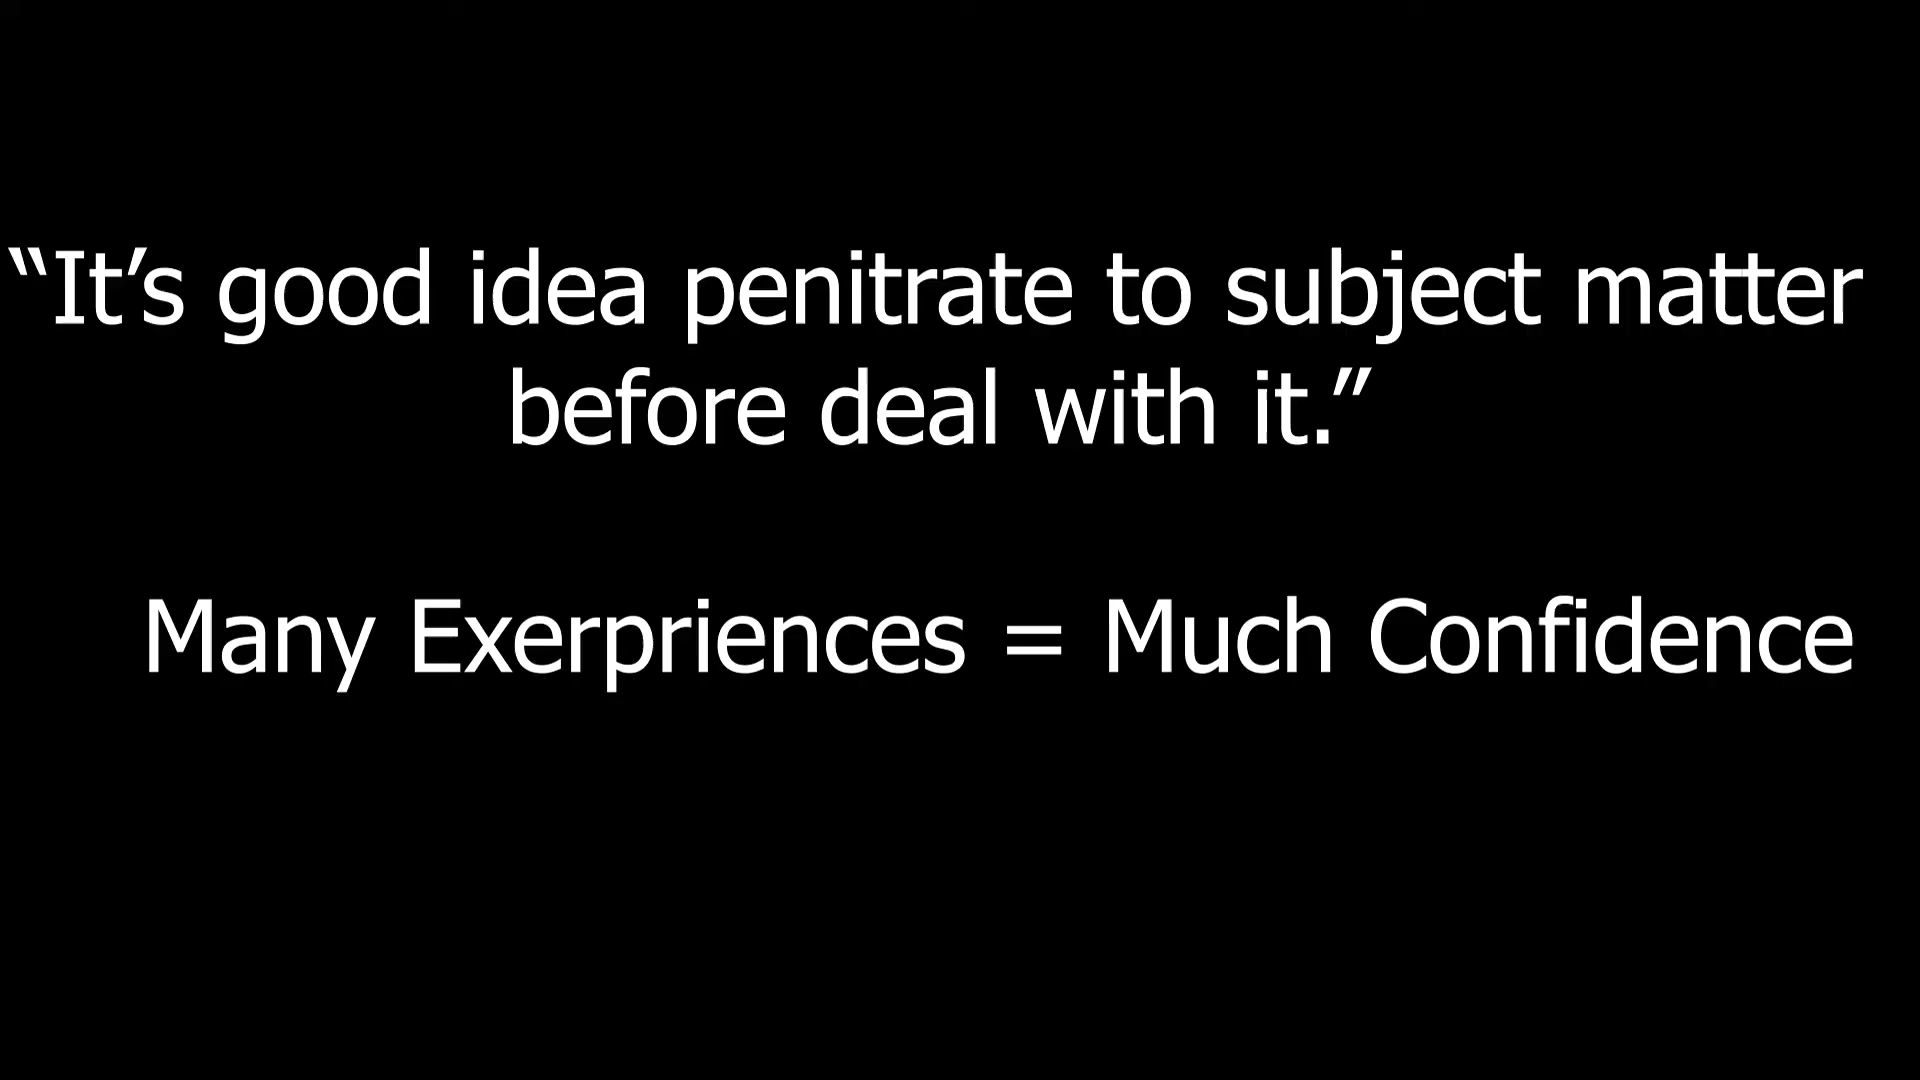 “It’s good idea penitrate to subject matter
before deal with it.”
Many Exerpriences = Much Confidence